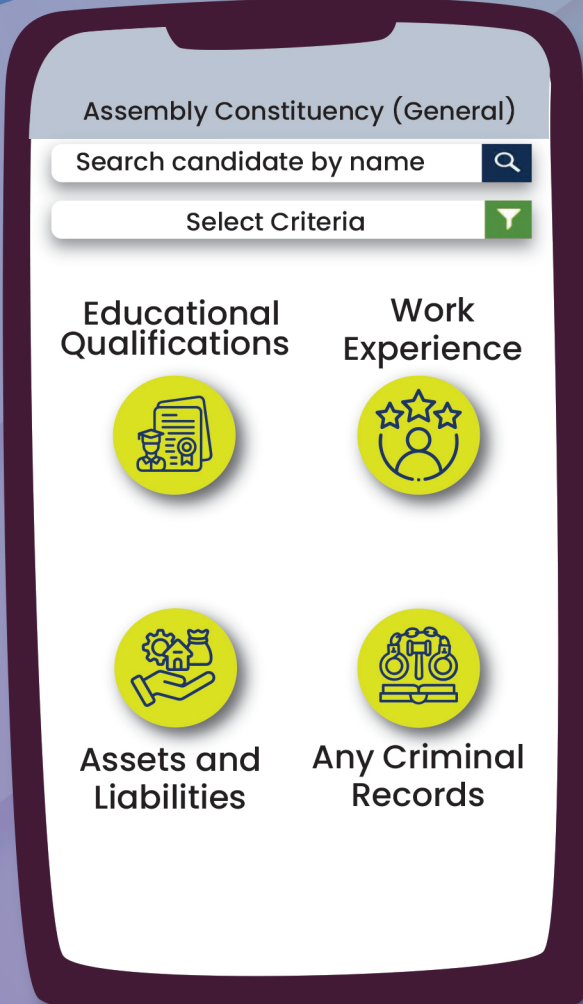 Assembly Constituency (General)
Search candidate by name
Select Criteria
Educational
Qualifications
Work
Experience
Assets and
Liabilities
Any Criminal
Records